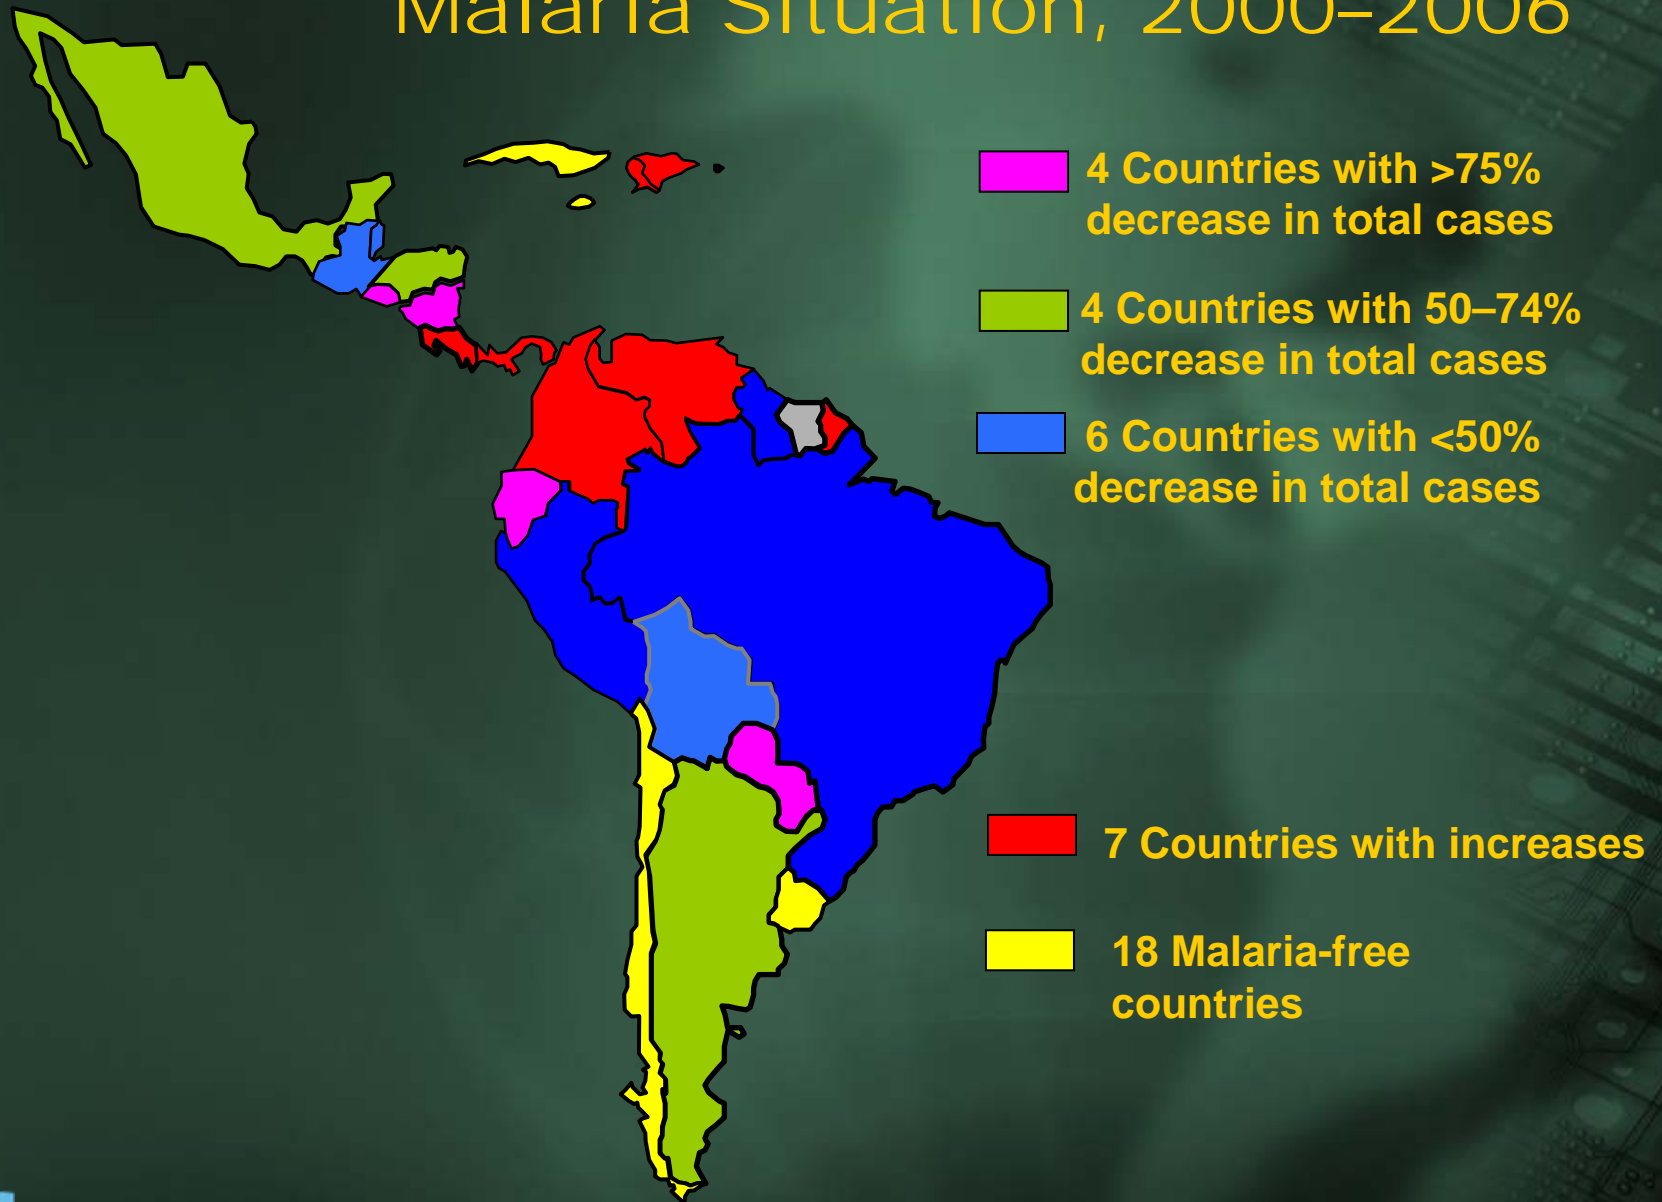 Malaria Situation, 2000–2006
4 Countries with >75%
decrease in total cases
4 Countries with 50–74%
decrease in total cases
6 Countries with <50%
decrease in total cases
7 Countries with increases
18 Malaria-free
countries